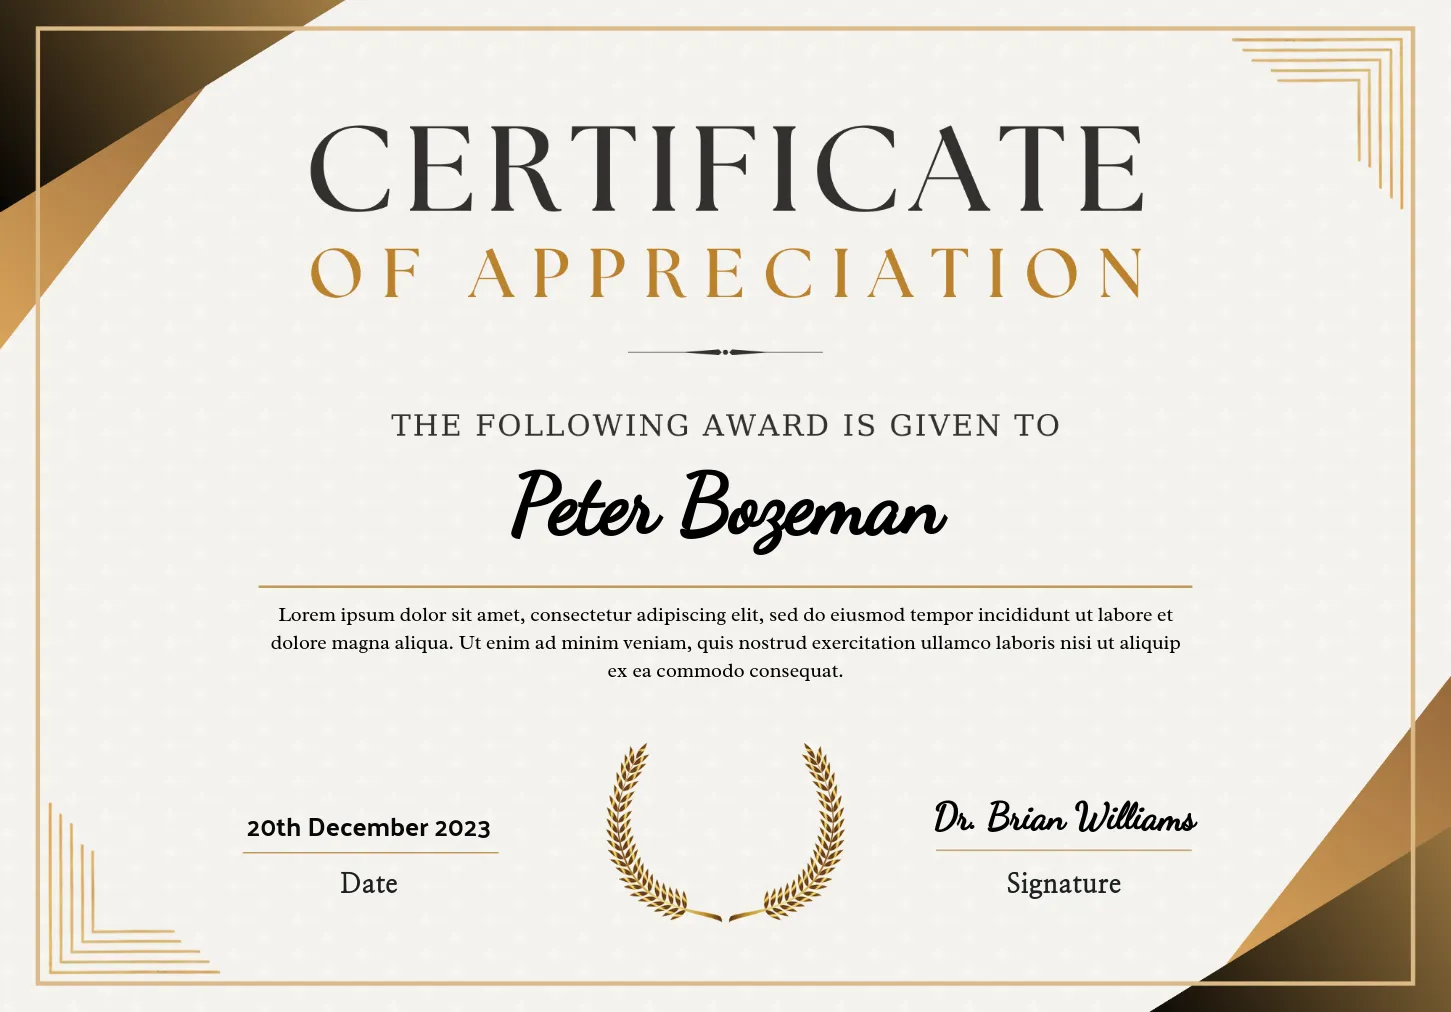 CERTIFICATE
OF APPRECIATION
THE FOLLOWING AWARD IS GIVEN TO
Peter Bozeman
Lorem ipsum dolor sit amet, consectetur adipiscing elit, sed do eiusmod tempor incididunt ut labore et
dolore magna aliqua. Ut enim ad minim veniam, quis nostrud exercitation ullamco laboris nisi ut aliquip
ex ea commodo consequat.
20th December 2023
Date
Dr. Brian Williams
Signature